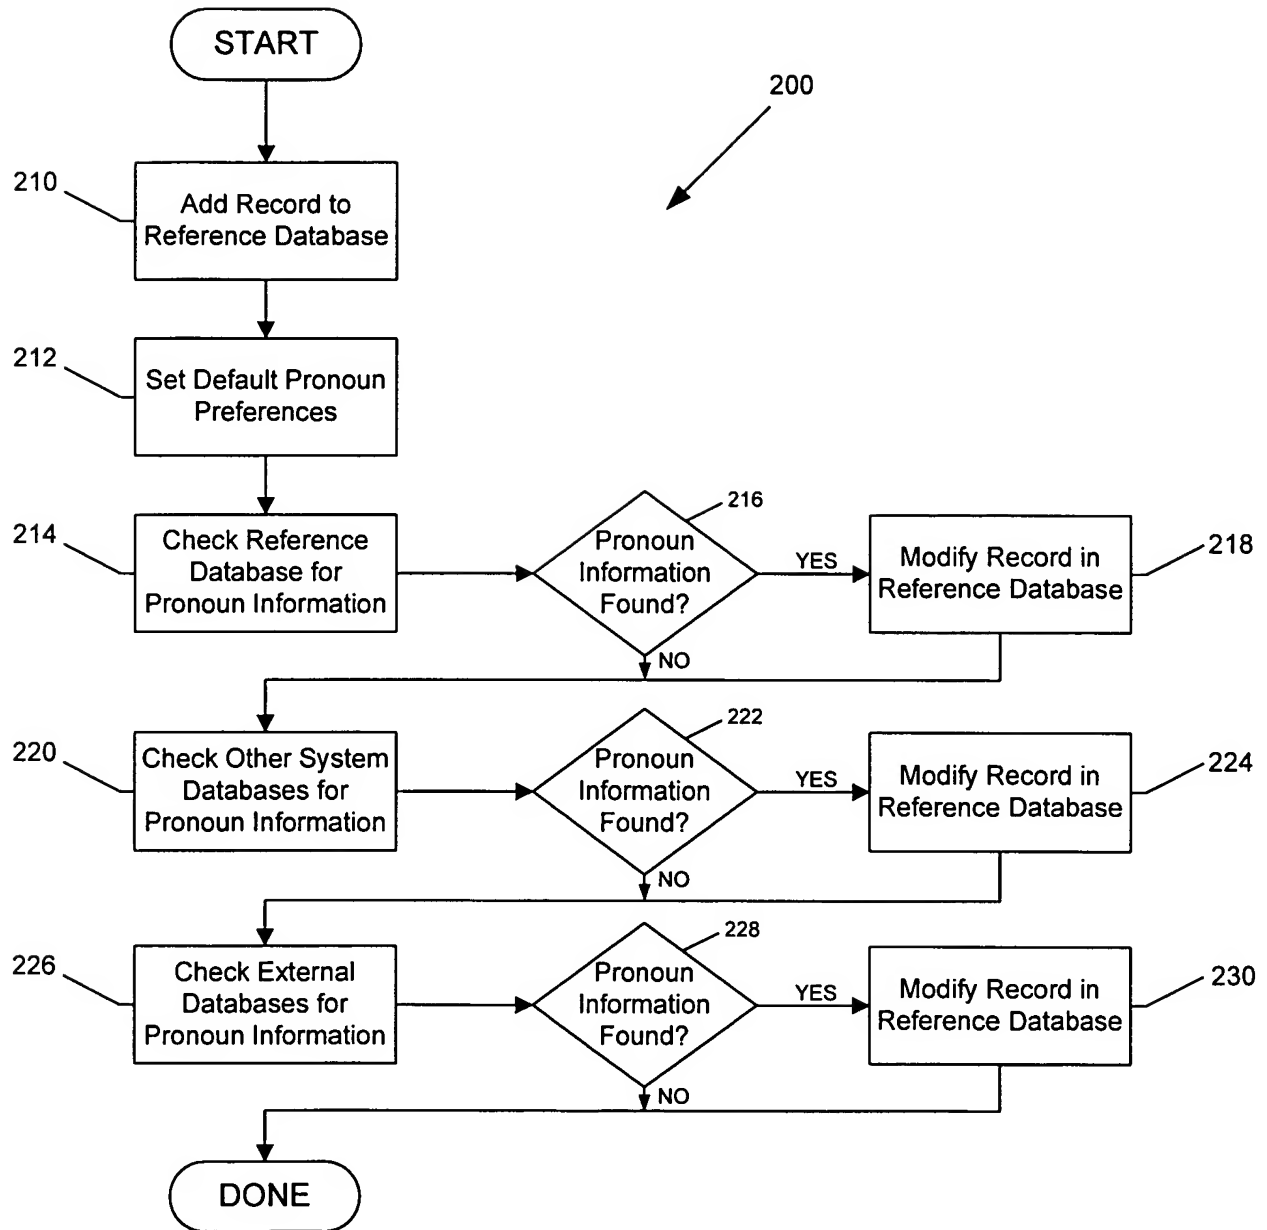 START
200
210
Add Record to
Reference Database
212
Set Default Pronoun
Preferences
214
Check Reference
Database for
Pronoun Information
216
Pronoun
Information
Found?
YES
NO
Modify Record in
Reference Database
218
220
Check Other System
Databases for
Pronoun Information
222
Pronoun
Information
Found?
YES
NO
Modify Record in
Reference Database
224
226
Check External
Databases for
Pronoun Information
228
Pronoun
Information
Found?
YES
NO
Modify Record in
Reference Database
230
DONE